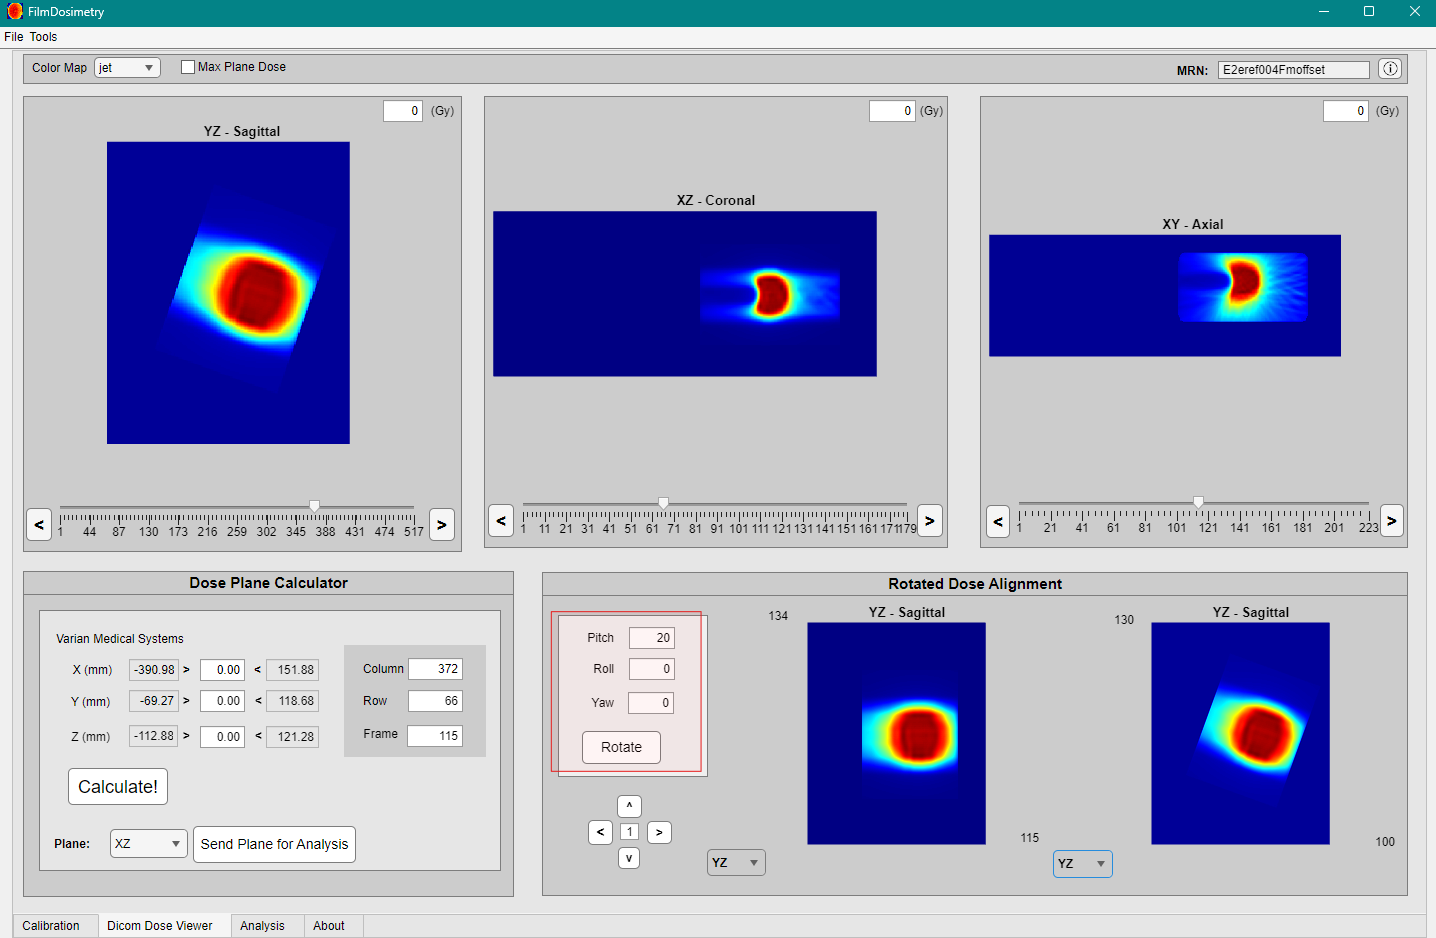 FilmDosimetry
File Tools
Color Map jet Max Plane Dose MRN: E2eref004Fmoffset
0 (Gy)
YZ - Sagittal
1 44 87 130 173 216 259 302 345 388 431 474 517
< >
0 (Gy)
XZ - Coronal
1 11 21 31 41 51 61 71 81 91 101 111 121 131 141 151 161 171 1179
< >
0 (Gy)
XY - Axial
1 21 41 61 81 101 121 141 161 181 201 223
< >
Dose Plane Calculator
Varian Medical Systems
X (mm) -390.98 > 0.00 < 151.88
Y (mm) -69.27 > 0.00 < 118.68
Z (mm) -112.88 > 0.00 < 121.28
Column 372
Row 66
Frame 115
Calculate!
Plane: XZ Send Plane for Analysis
Rotated Dose Alignment
Pitch 20
Roll 0
Yaw 0
Rotate
^
< 1 >
v
134 YZ - Sagittal
115
YZ
130 YZ - Sagittal
100
YZ
Calibration Dicom Dose Viewer Analysis About